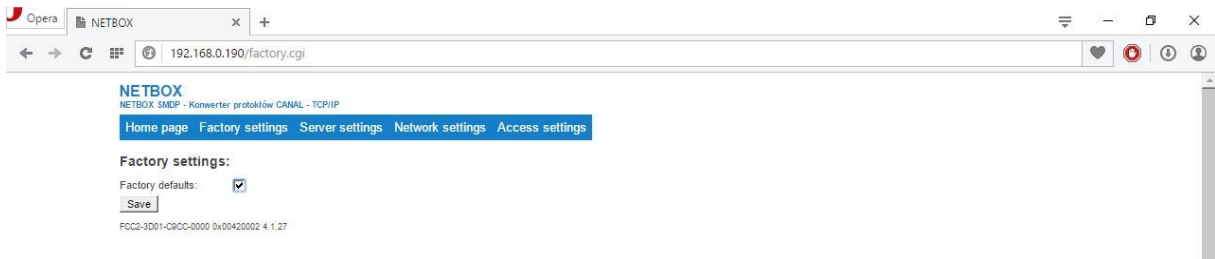 Opera
NETBOX
192.168.0.190/factory.cgi
NETBOX
NETBOX SMDP - Konwerter protokłów CANAL - TCP/IP
Home page Factory settings Server settings Network settings Access settings
Factory settings:
Factory defaults:
Save
FCC2-3D01-C9CC-0000 0x00420002 4.1.27